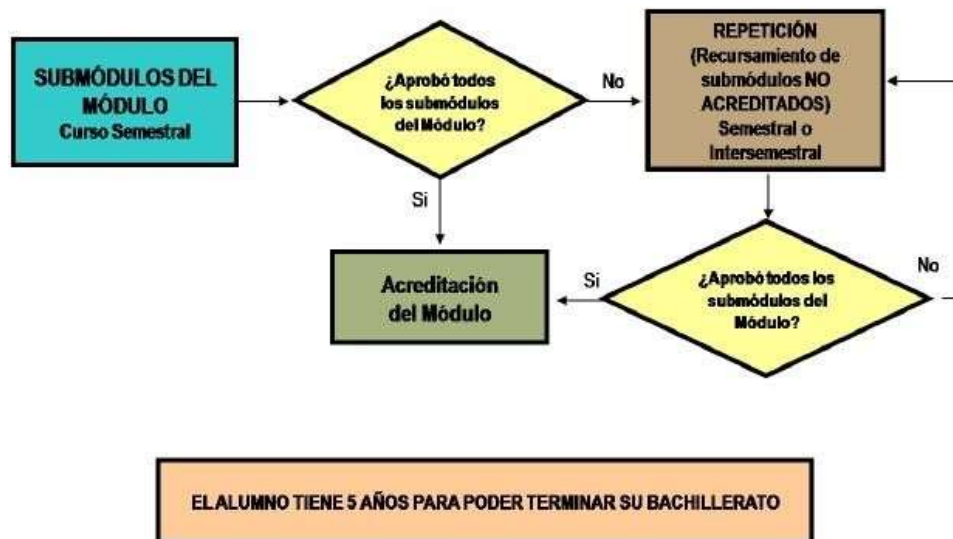 SUBMÓDULOS DEL
MÓDULO
Curso Semestral
¿Aprobó todos
los submódulos
del Módulo?
No
REPETICIÓN
(Recursamiento de
submódulos NO
ACREDITADOS)
Semestral o
Intersemestral
Si
Acreditación
del Módulo
Si
¿Aprobó todos los
submódulos del
Módulo?
No
EL ALUMNO TIENE 5 AÑOS PARA PODER TERMINAR SU BACHILLERATO